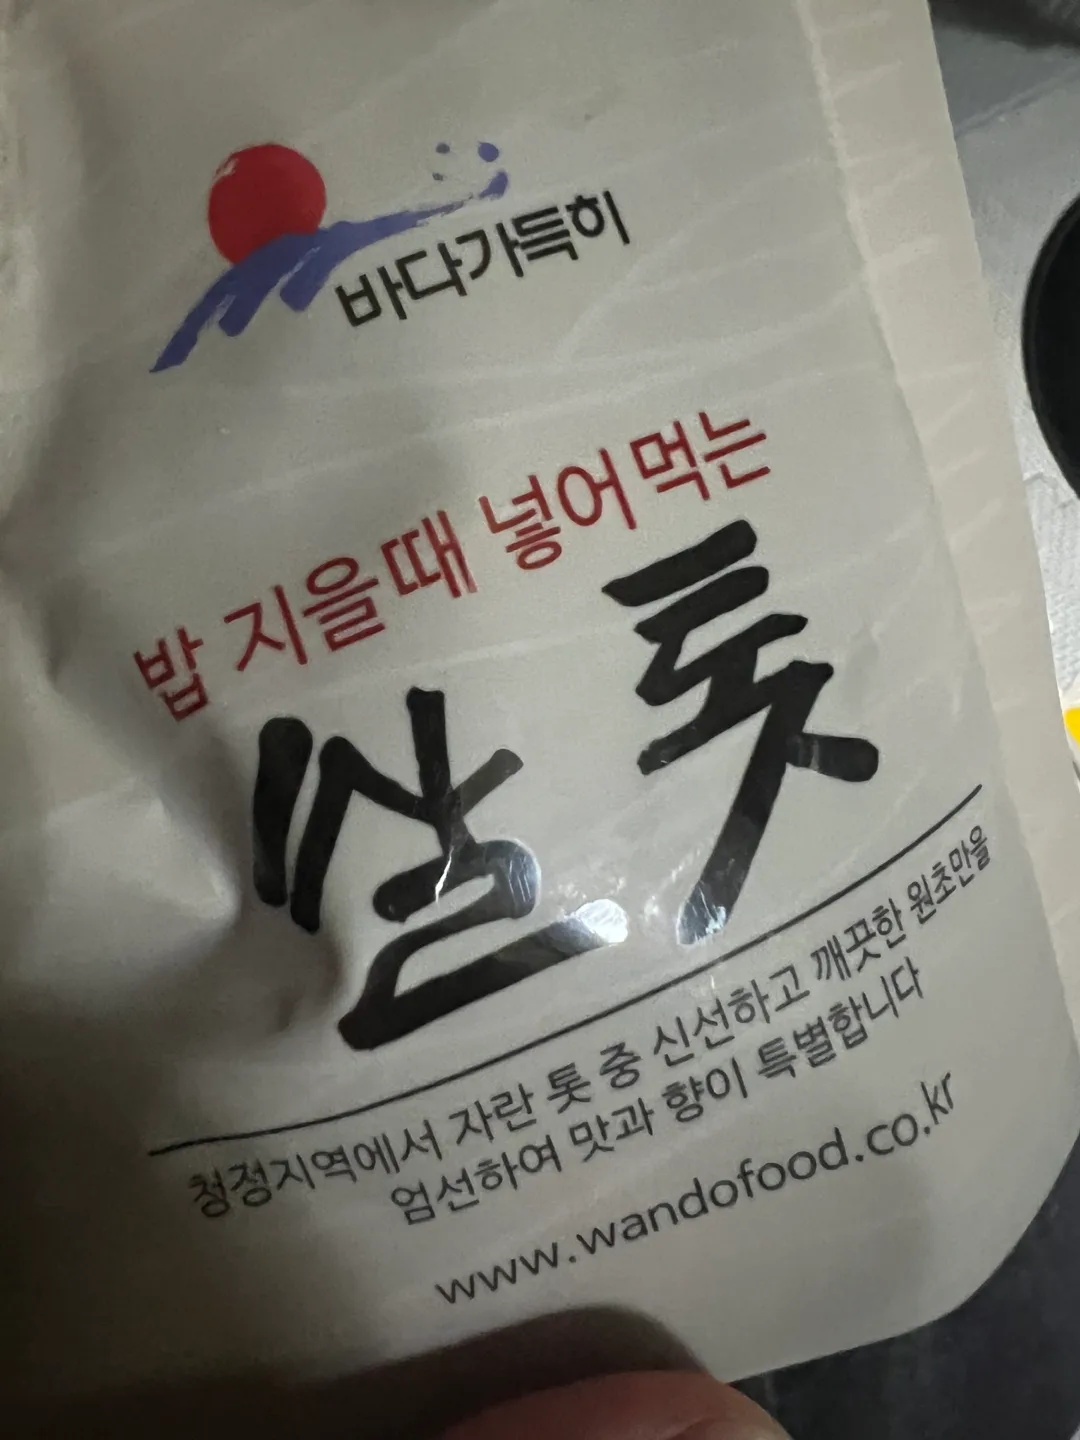 바다가득히
밥 지을때 넣어 먹는
쌀 톳
청정지역에서 자란 톳 중 신선하고 깨끗한 원초만을
엄선하여 맛과 향이 특별합니다
www.wandofood.co.kr